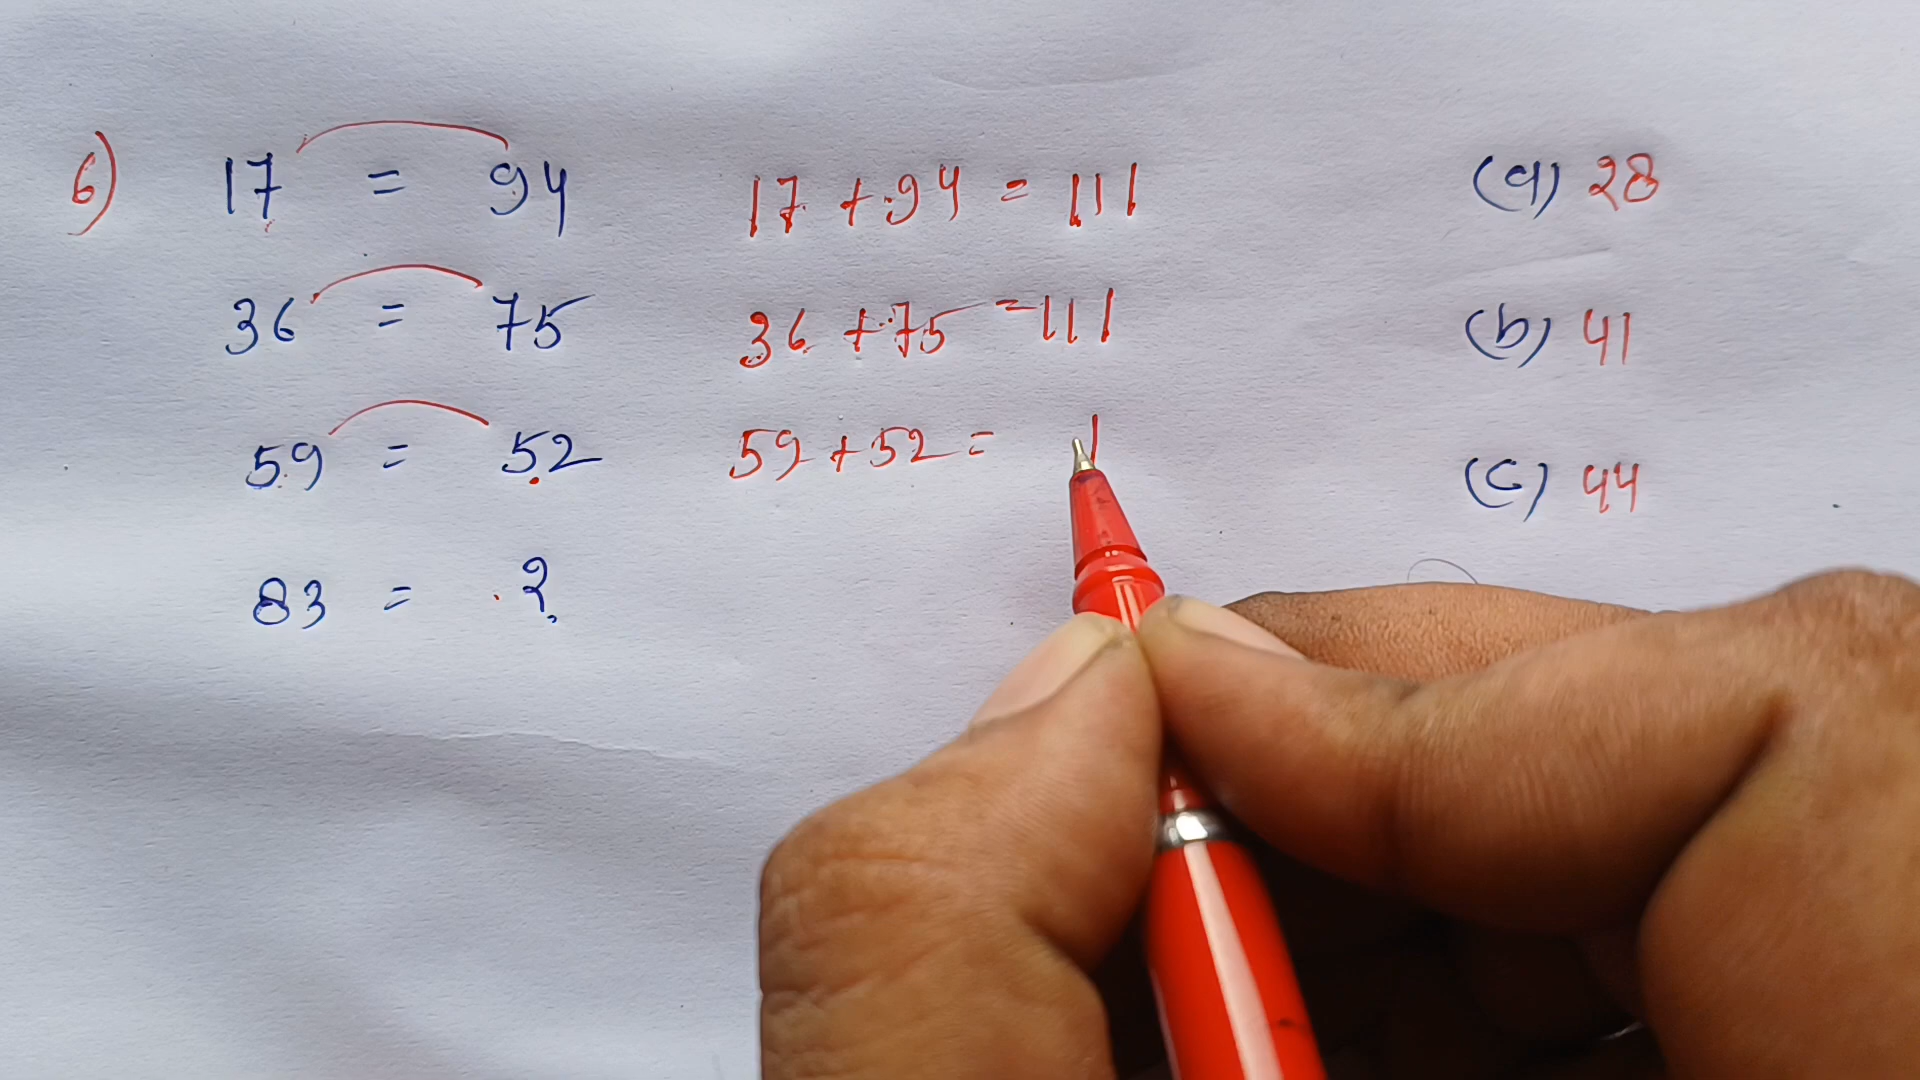 6) 17 = 94 17 + 94 = 111 (a) 28
36 = 75 36 + 75 = 111 (b) 41
59 = 52 59 + 52 = 1 (c) 44
83 = ?